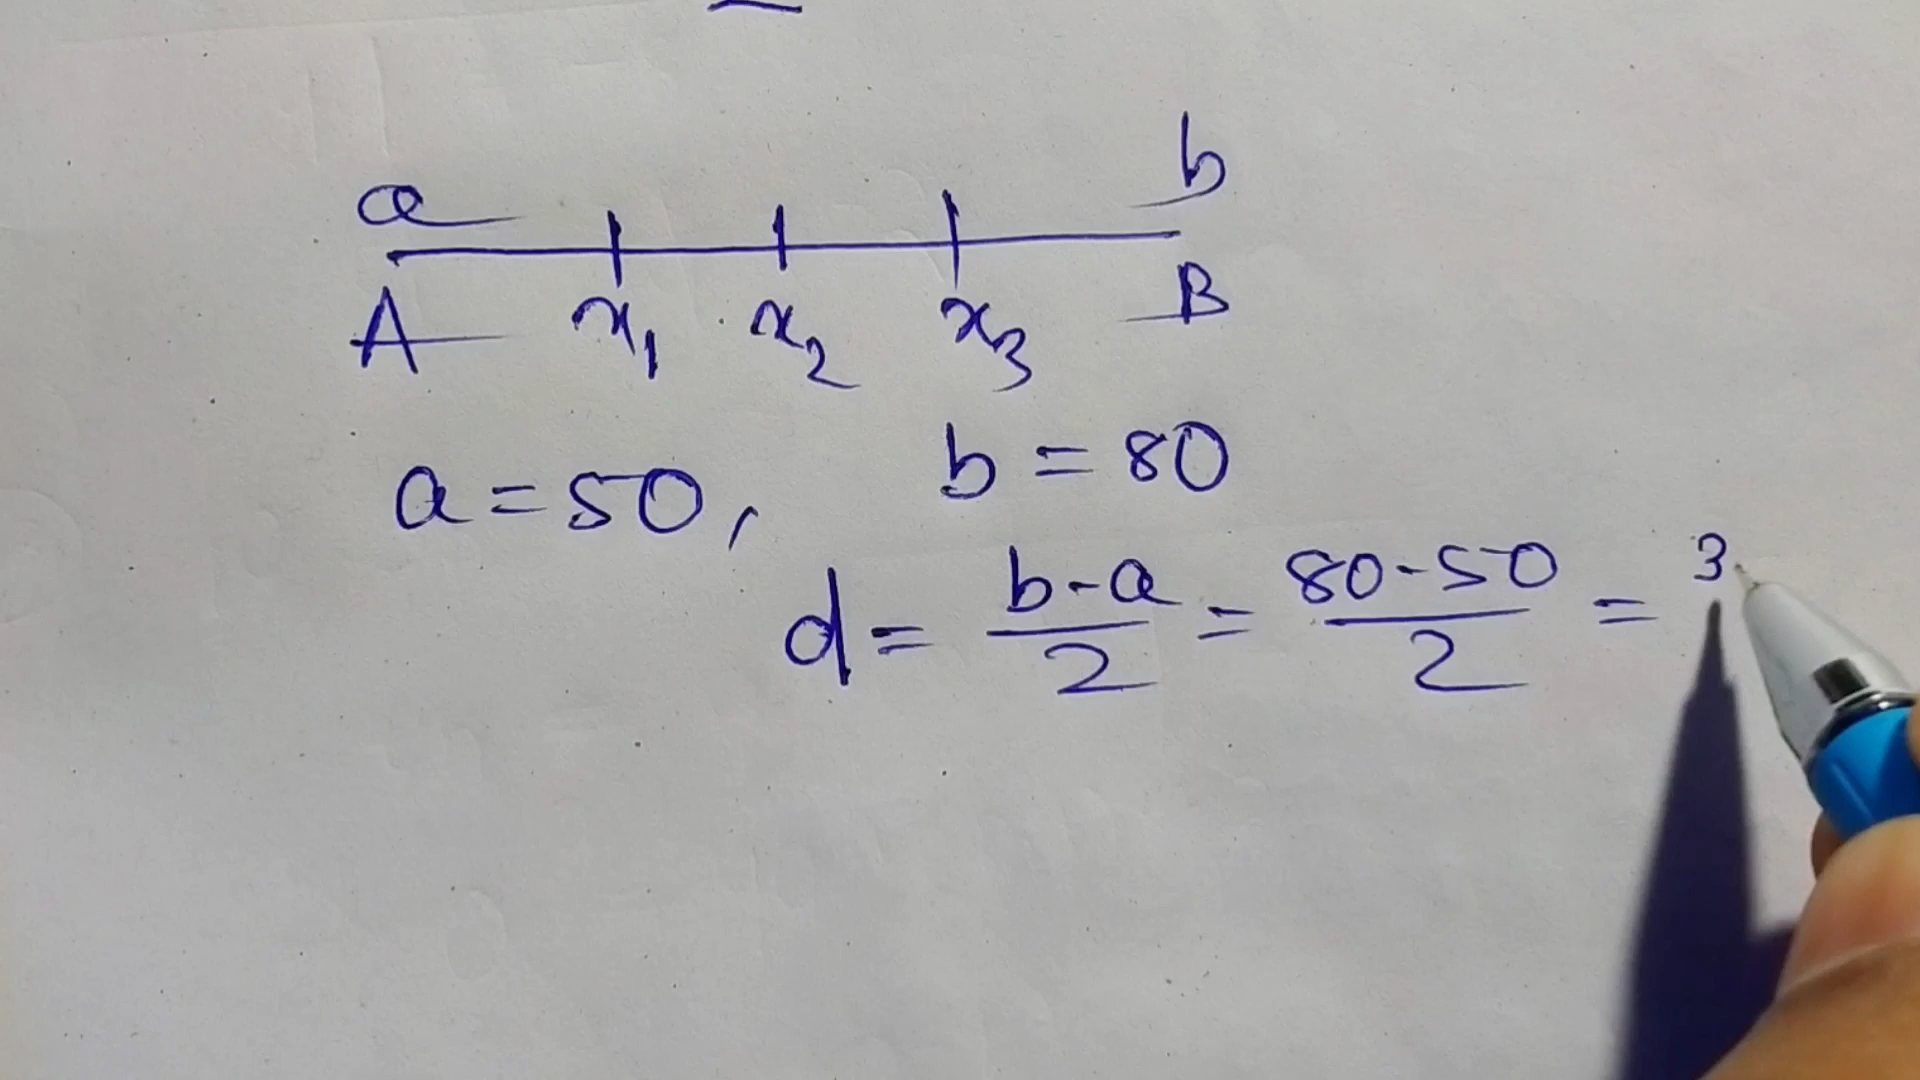 a b
A x₁ x₂ x₃ B
a = 50, b = 80
d = (b - a)/2 = (80 - 50)/2 = 3